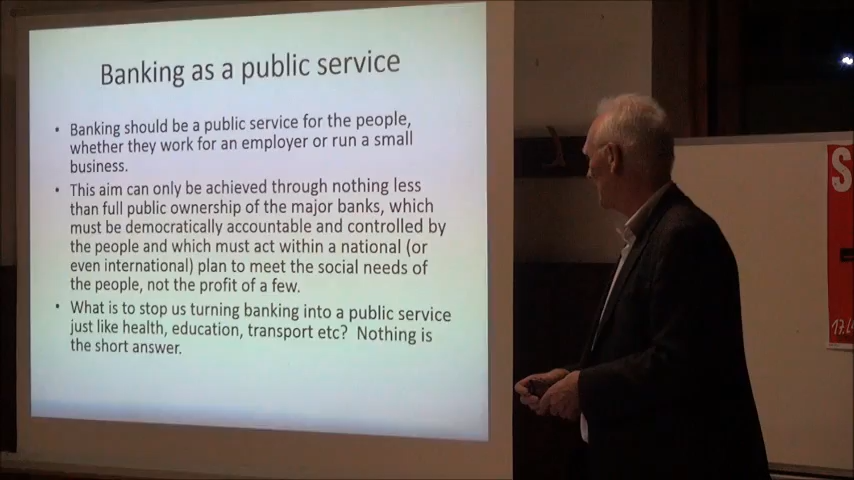 Banking as a public service
• Banking should be a public service for the people,
whether they work for an employer or run a small
business.
• This aim can only be achieved through nothing less
than full public ownership of the major banks, which
must be democratically accountable and controlled by
the people and which must act within a national (or
even international) plan to meet the social needs of
the people, not the profit of a few.
• What is to stop us turning banking into a public service
just like health, education, transport etc?  Nothing is
the short answer.
S